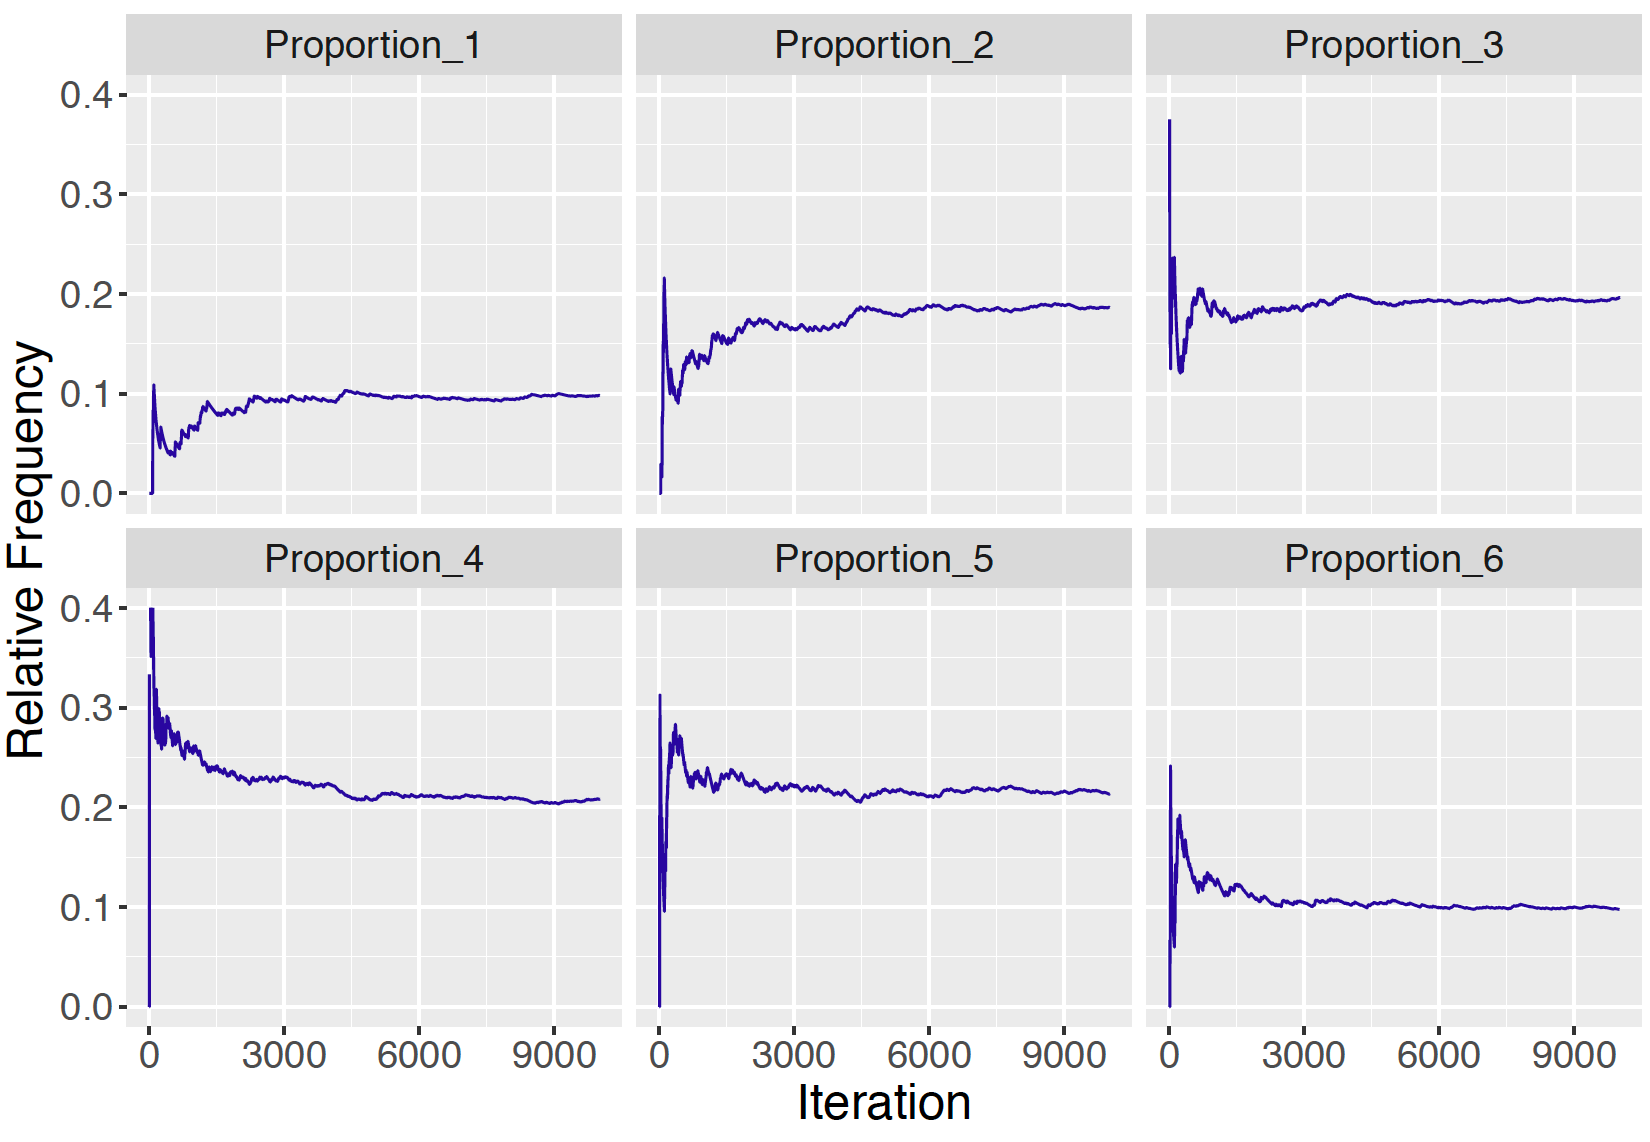 Proportion_1 Proportion_2 Proportion_3
0.4
0.3
0.2
0.1
0.0
Proportion_4 Proportion_5 Proportion_6
0.4
0.3
0.2
0.1
0.0
Relative Frequency
0 3000 6000 9000 0 3000 6000 9000 0 3000 6000 9000
Iteration